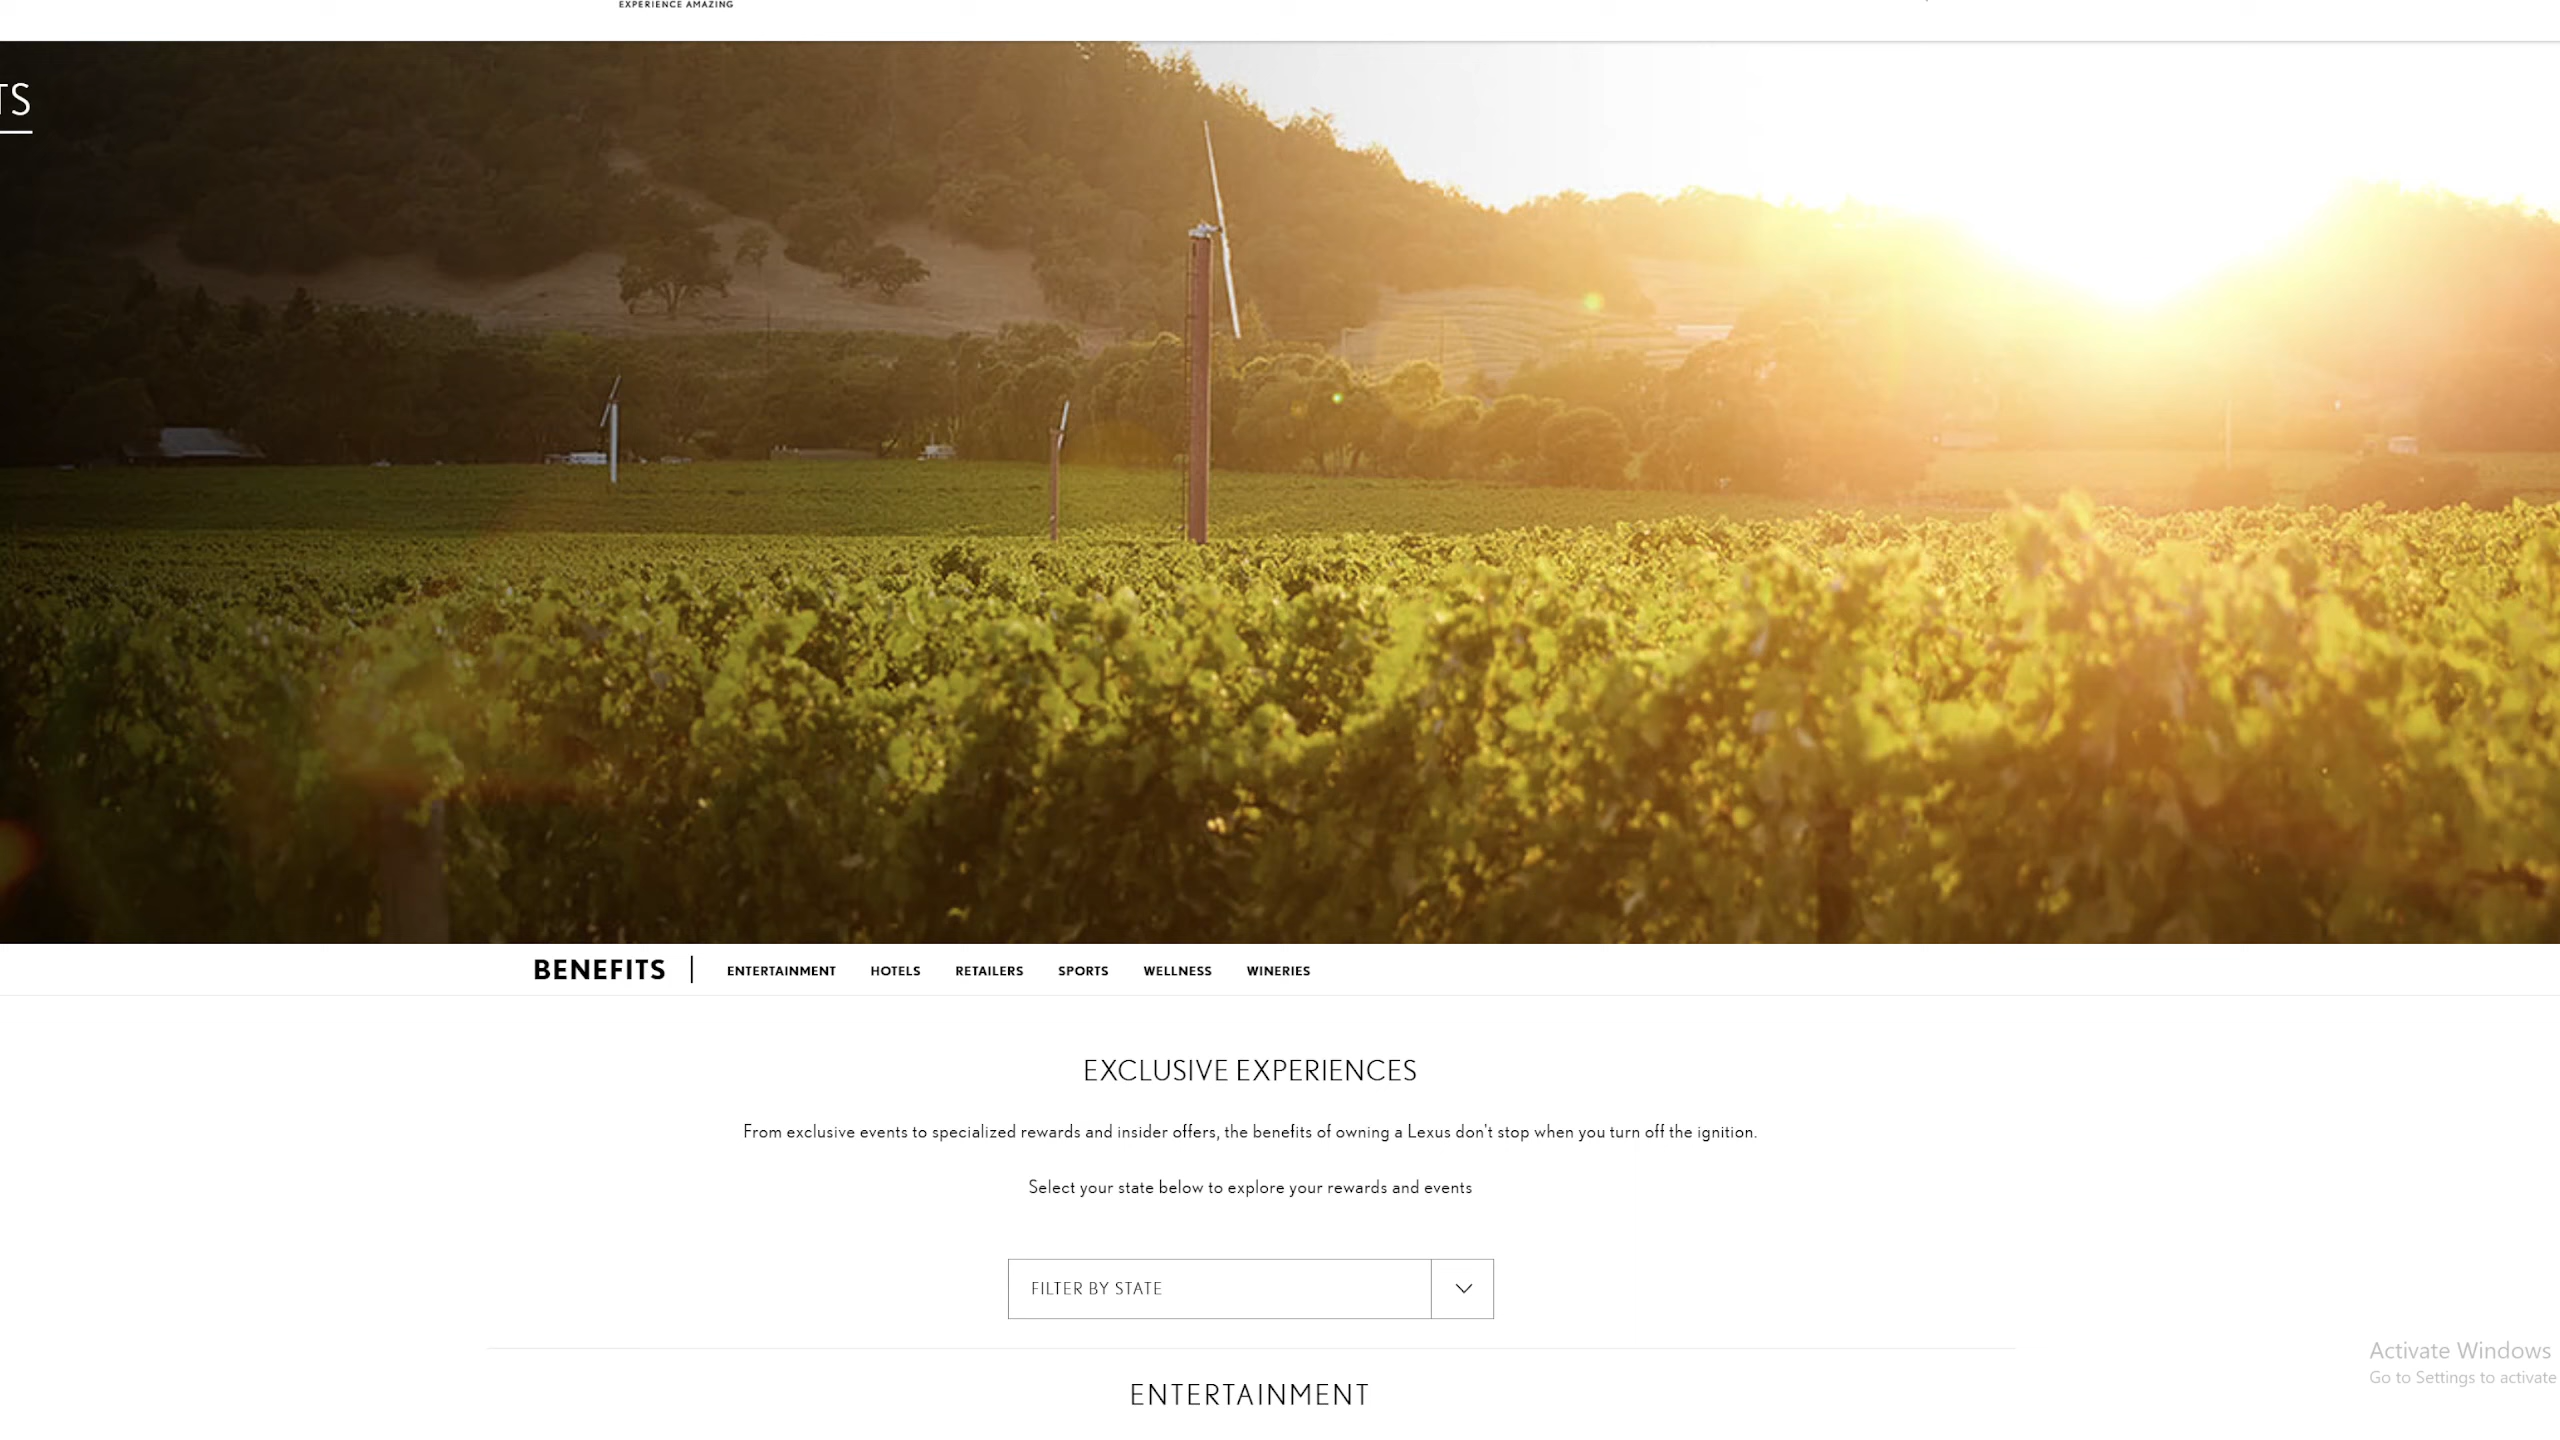 EXPERIENCE AMAZING
TS
BENEFITS
ENTERTAINMENT HOTELS RETAILERS SPORTS WELLNESS WINERIES
EXCLUSIVE EXPERIENCES
From exclusive events to specialized rewards and insider offers, the benefits of owning a Lexus don't stop when you turn off the ignition.
Select your state below to explore your rewards and events
FILTER BY STATE
Activate Windows
Go to Settings to activate
ENTERTAINMENT